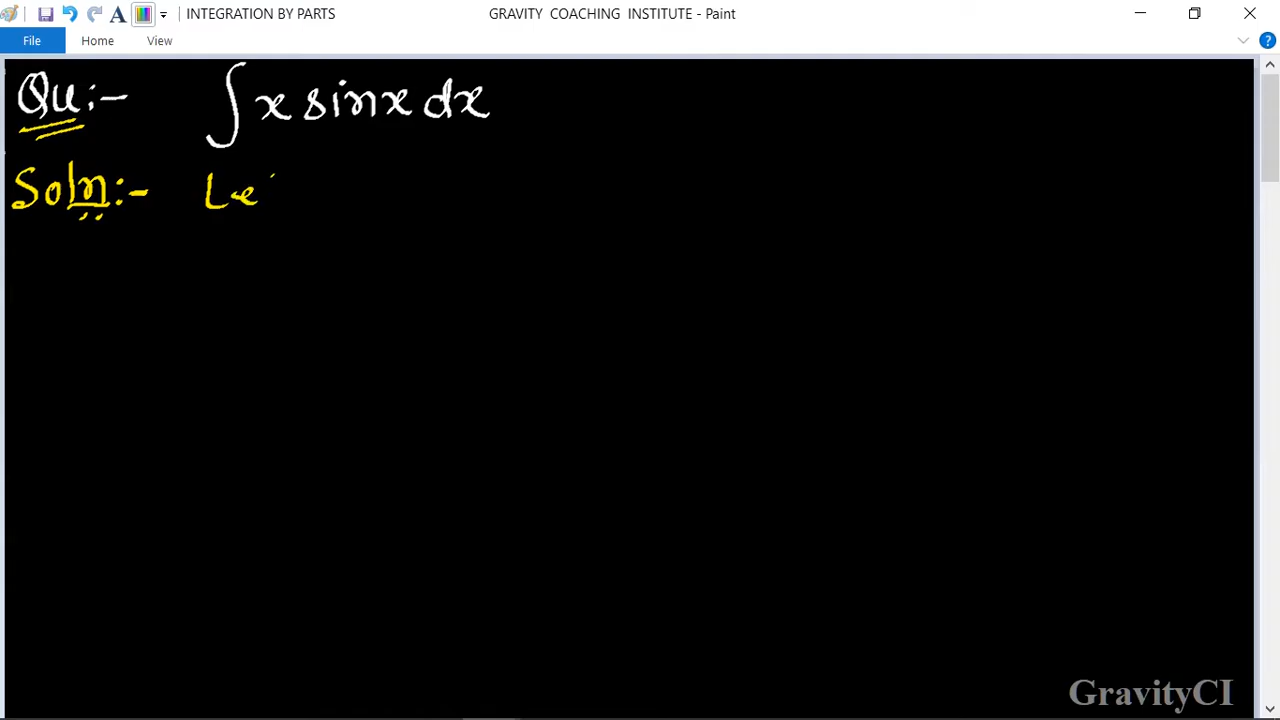 INTEGRATION BY PARTS GRAVITY COACHING INSTITUTE - Paint
File Home View
Qu:- ∫ x sinx dx
Soln:- Le
GravityCI